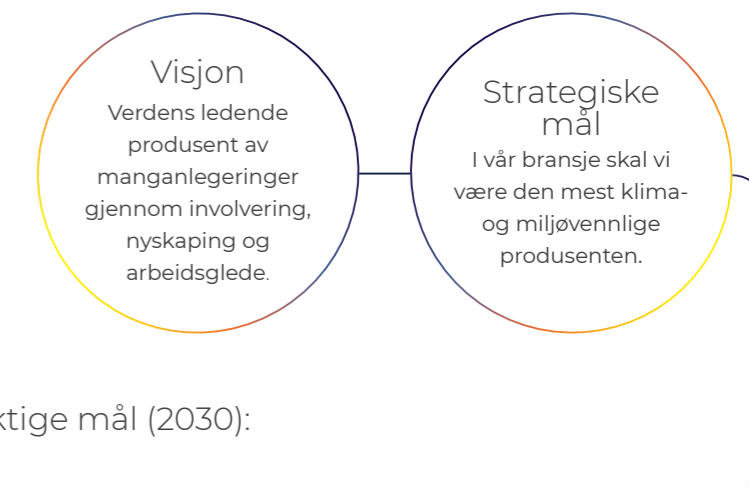 Visjon
Verdens ledende
produsent av
manganlegeringer
gjennom involvering,
nyskaping og
arbeidsglede.
Strategiske
mål
I vår bransje skal vi
være den mest klima-
og miljøvennlige
produsenten.
mål (2030):